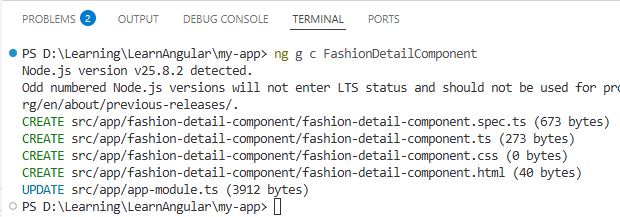 PROBLEMS 2 OUTPUT DEBUG CONSOLE TERMINAL PORTS
PS D:\Learning\LearnAngular\my-app> ng g c FashionDetailComponent
Node.js version v25.8.2 detected.
Odd numbered Node.js versions will not enter LTS status and should not be used for pro
rg/en/about/previous-releases/.
CREATE src/app/fashion-detail-component/fashion-detail-component.spec.ts (673 bytes)
CREATE src/app/fashion-detail-component/fashion-detail-component.ts (273 bytes)
CREATE src/app/fashion-detail-component/fashion-detail-component.css (0 bytes)
CREATE src/app/fashion-detail-component/fashion-detail-component.html (40 bytes)
UPDATE src/app/app-module.ts (3912 bytes)
PS D:\Learning\LearnAngular\my-app>